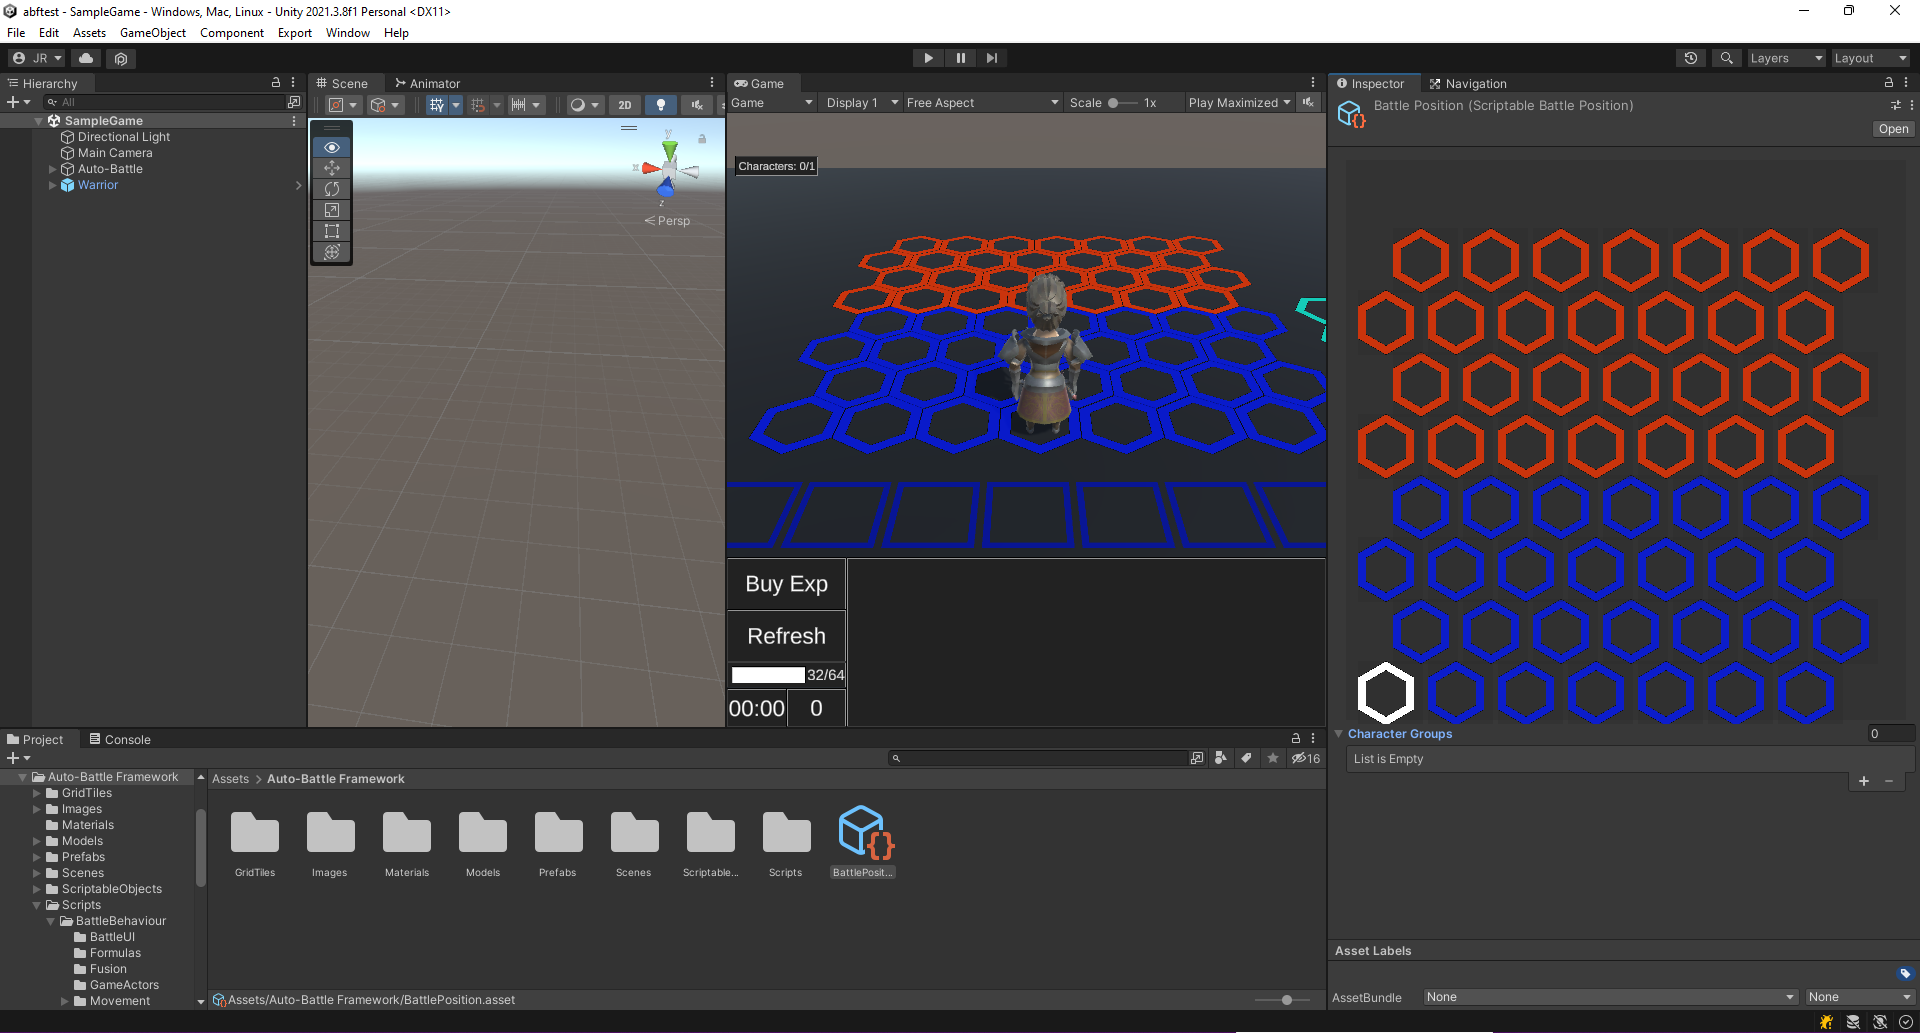 abftest - SampleGame - Windows, Mac, Linux - Unity 2021.3.8f1 Personal <DX11>
File Edit Assets GameObject Component Export Window Help
JR
Layers
Layout
Hierarchy
All
SampleGame
Directional Light
Main Camera
Auto-Battle
Warrior
Scene
Animator
2D
y
x
z
Persp
Game
Game
Display 1
Free Aspect
Scale
1x
Play Maximized
Characters: 0/1
Buy Exp
Refresh
32/64
00:00
0
Inspector
Navigation
Battle Position (Scriptable Battle Position)
Open
Character Groups
0
List is Empty
Asset Labels
AssetBundle
None
None
Project
Console
16
Auto-Battle Framework
GridTiles
Images
Materials
Models
Prefabs
Scenes
ScriptableObjects
Scripts
BattleBehaviour
BattleUI
Formulas
Fusion
GameActors
Movement
Assets > Auto-Battle Framework
GridTiles
Images
Materials
Models
Prefabs
Scenes
Scriptable...
Scripts
BattlePosit...
Assets/Auto-Battle Framework/BattlePosition.asset